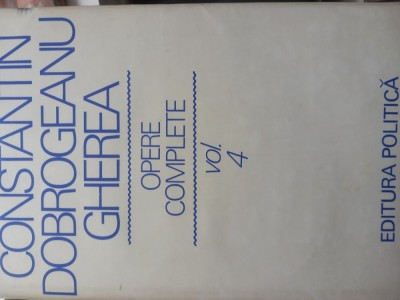 CONSTANTIN
DOBROGEANU
GHEREA
OPERE
COMPLETE
vol.
4
EDITURA POLITICĂ